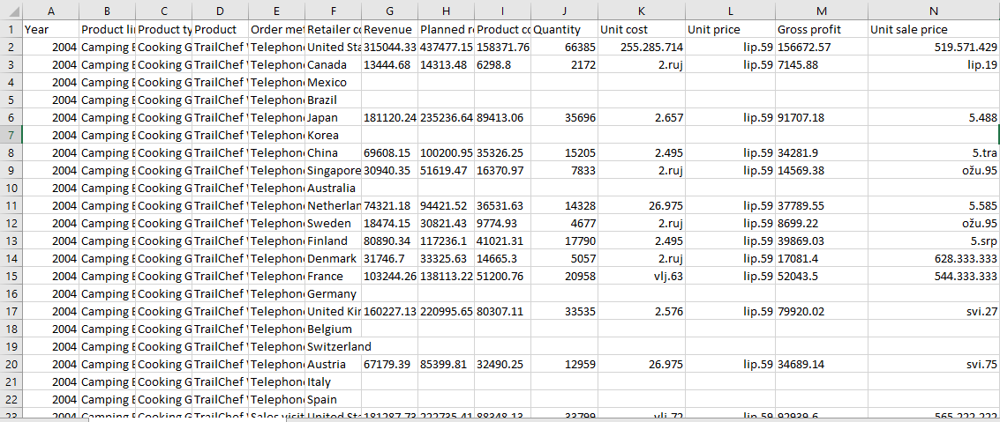 A B C D E F G H I J K L M N
1 Year Product li Product ty Product Order met Retailer co Revenue Planned r Product co Quantity Unit cost Unit price Gross profit Unit sale price
2 2004 Camping E Cooking G TrailChef Telephon United Sta 315044.33 437477.15 158371.76 66385 255.285.714 lip.59 156672.57 519.571.429
3 2004 Camping E Cooking G TrailChef Telephon Canada 13444.68 14313.48 6298.8 2172 2.ruj lip.59 7145.88 lip.19
4 2004 Camping E Cooking G TrailChef Telephon Mexico
5 2004 Camping E Cooking G TrailChef Telephon Brazil
6 2004 Camping E Cooking G TrailChef Telephon Japan 181120.24 235236.64 89413.06 35696 2.657 lip.59 91707.18 5.488
7 2004 Camping E Cooking G TrailChef Telephon Korea
8 2004 Camping E Cooking G TrailChef Telephon China 69608.15 100200.95 35326.25 15205 2.495 lip.59 34281.9 5.tra
9 2004 Camping E Cooking G TrailChef Telephon Singapore 30940.35 51619.47 16370.97 7833 2.ruj lip.59 14569.38 ožu.95
10 2004 Camping E Cooking G TrailChef Telephon Australia
11 2004 Camping E Cooking G TrailChef Telephon Netherlan 74321.18 94421.52 36531.63 14328 26.975 lip.59 37789.55 5.585
12 2004 Camping E Cooking G TrailChef Telephon Sweden 18474.15 30821.43 9774.93 4677 2.ruj lip.59 8699.22 ožu.95
13 2004 Camping E Cooking G TrailChef Telephon Finland 80890.34 117236.1 41021.31 17790 2.495 lip.59 39869.03 5.srp
14 2004 Camping E Cooking G TrailChef Telephon Denmark 31746.7 33325.63 14665.3 5057 2.ruj lip.59 17081.4 628.333.333
15 2004 Camping E Cooking G TrailChef Telephon France 103244.26 138113.22 51200.76 20958 vlj.63 lip.59 52043.5 544.333.333
16 2004 Camping E Cooking G TrailChef Telephon Germany
17 2004 Camping E Cooking G TrailChef Telephon United Kin 160227.13 220995.65 80307.11 33535 2.576 lip.59 79920.02 svi.27
18 2004 Camping E Cooking G TrailChef Telephon Belgium
19 2004 Camping E Cooking G TrailChef Telephon Switzerland
20 2004 Camping E Cooking G TrailChef Telephon Austria 67179.39 85399.81 32490.25 12959 26.975 lip.59 34689.14 svi.75
21 2004 Camping E Cooking G TrailChef Telephon Italy
22 2004 Camping E Cooking G TrailChef Telephon Spain
23 2004 Camping E Cooking G TrailChef Sales visit United Sta 181287.73 222735.41 88348.13 33799 vlj.72 lip.59 92939.6 565.222.222